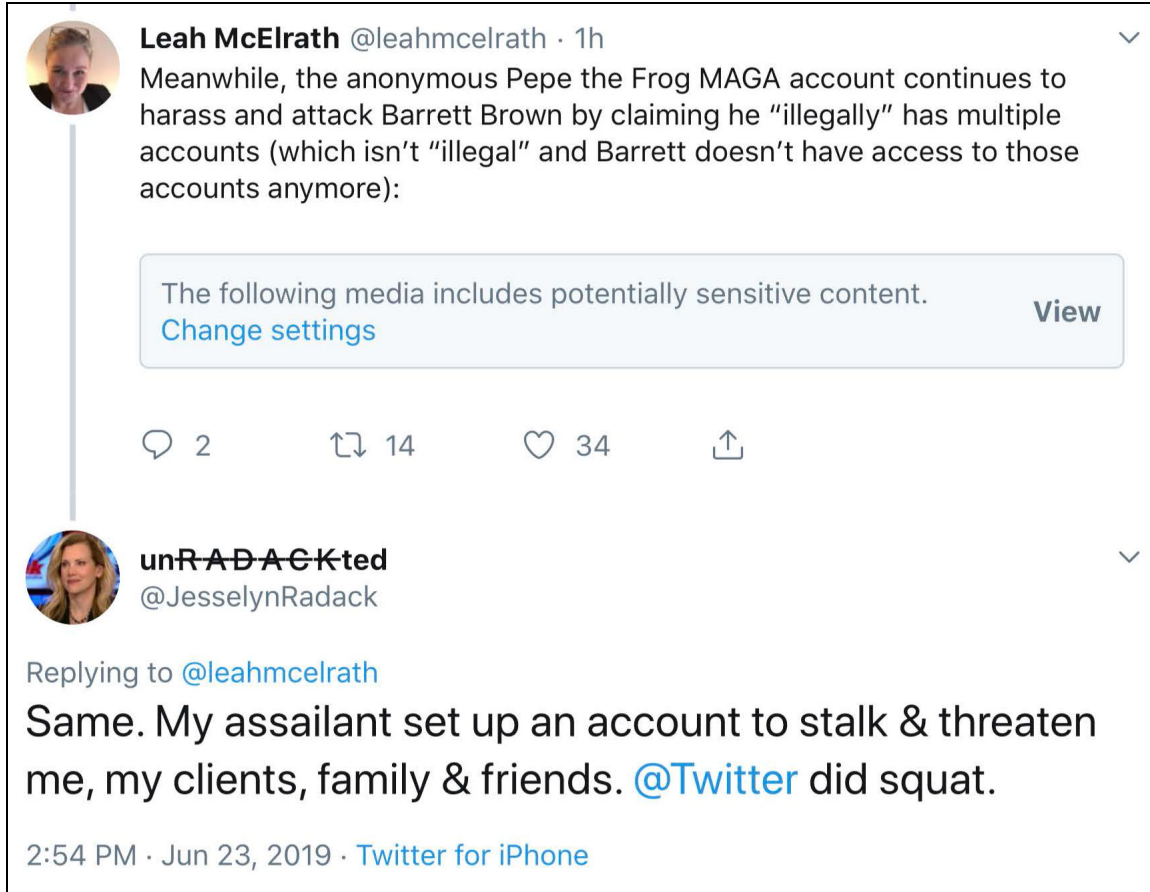 Leah McElrath @leahmcelrath · 1h
Meanwhile, the anonymous Pepe the Frog MAGA account continues to
harass and attack Barrett Brown by claiming he “illegally” has multiple
accounts (which isn’t “illegal” and Barrett doesn’t have access to those
accounts anymore):
The following media includes potentially sensitive content.
Change settings
View
2 14 34
unR̶A̶D̶A̶C̶K̶ted
@JesselynRadack
Replying to @leahmcelrath
Same. My assailant set up an account to stalk & threaten
me, my clients, family & friends. @Twitter did squat.
2:54 PM · Jun 23, 2019 · Twitter for iPhone